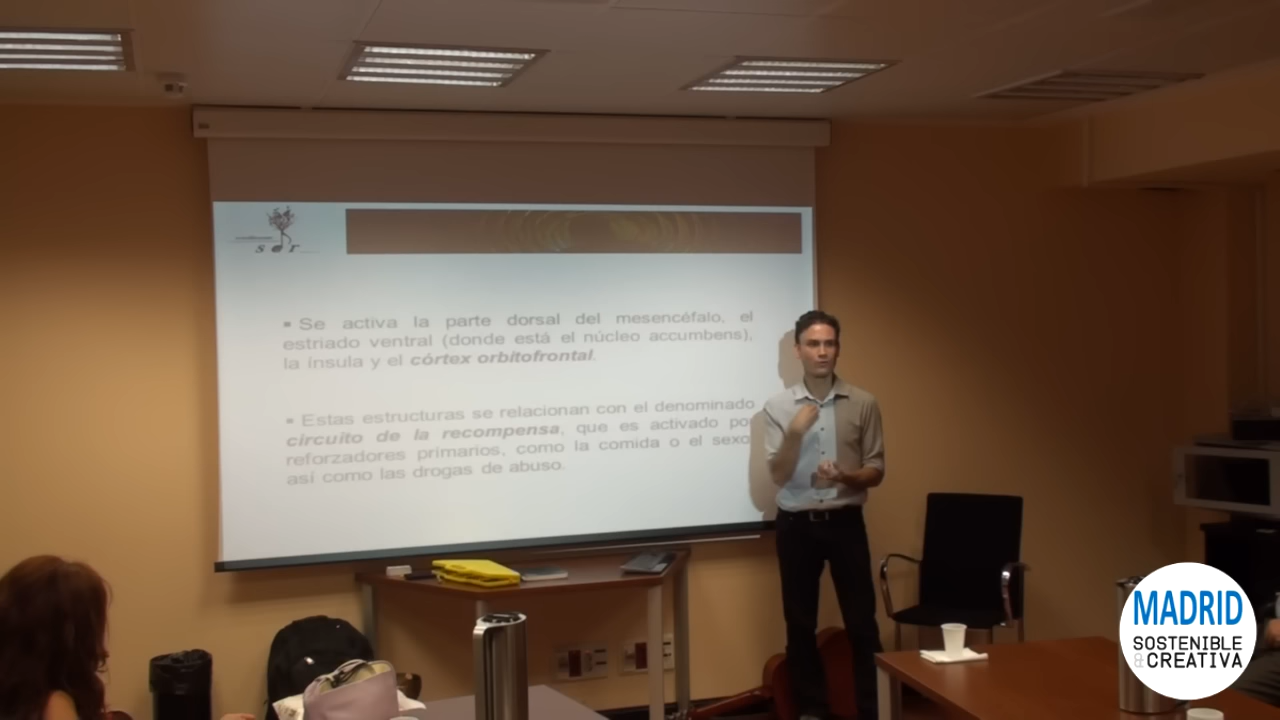 s r
▪ Se activa la parte dorsal del mesencéfalo, el
estriado ventral (donde está el núcleo accumbens),
la ínsula y el córtex orbitofrontal.
▪ Estas estructuras se relacionan con el denominado
circuito de la recompensa, que es activado po
reforzadores primarios, como la comida o el sexo
así como las drogas de abuso.
MADRID
SOSTENIBLE
& CREATIVA